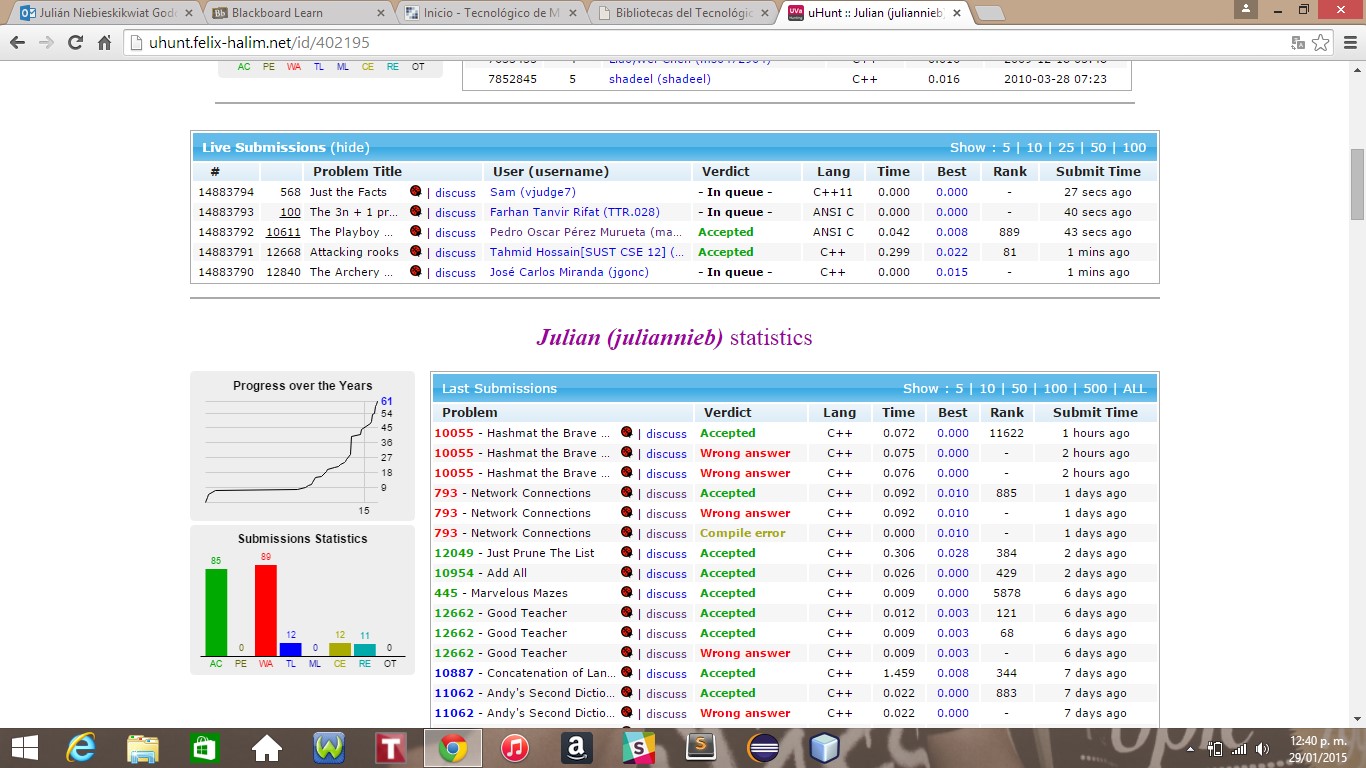 Julián Niebieskikwiat God
Blackboard Learn
Inicio - Tecnológico de M
Bibliotecas del Tecnológic
uHunt :: Julian (juliannieb
uhunt.felix-halim.net/id/402195
AC PE WA TL ML CE RE OT
7852845 5 shadeel (shadeel) C++ 0.016 2010-03-28 07:23
Live Submissions (hide) Show : 5 | 10 | 25 | 50 | 100
# Problem Title User (username) Verdict Lang Time Best Rank Submit Time
14883794 568 Just the Facts | discuss Sam (vjudge7) - In queue - C++11 0.000 0.000 - 27 secs ago
14883793 100 The 3n + 1 pr... | discuss Farhan Tanvir Rifat (TTR.028) - In queue - ANSI C 0.000 0.000 - 40 secs ago
14883792 10611 The Playboy ... | discuss Pedro Oscar Pérez Murueta (ma... Accepted ANSI C 0.042 0.008 889 43 secs ago
14883791 12668 Attacking rooks | discuss Tahmid Hossain[SUST CSE 12] (... Accepted C++ 0.299 0.022 81 1 mins ago
14883790 12840 The Archery ... | discuss José Carlos Miranda (jgonc) - In queue - C++ 0.000 0.015 - 1 mins ago
Julian (juliannieb) statistics
Progress over the Years
61
54
45
36
27
18
9
15
Submissions Statistics
85 0 89 12 0 12 11 0
AC PE WA TL ML CE RE OT
Last Submissions Show : 5 | 10 | 50 | 100 | 500 | ALL
Problem Verdict Lang Time Best Rank Submit Time
10055 - Hashmat the Brave ... | discuss Accepted C++ 0.072 0.000 11622 1 hours ago
10055 - Hashmat the Brave ... | discuss Wrong answer C++ 0.075 0.000 - 2 hours ago
10055 - Hashmat the Brave ... | discuss Wrong answer C++ 0.076 0.000 - 2 hours ago
793 - Network Connections | discuss Accepted C++ 0.092 0.010 885 1 days ago
793 - Network Connections | discuss Wrong answer C++ 0.092 0.010 - 1 days ago
793 - Network Connections | discuss Compile error C++ 0.000 0.010 - 1 days ago
12049 - Just Prune The List | discuss Accepted C++ 0.306 0.028 384 2 days ago
10954 - Add All | discuss Accepted C++ 0.026 0.000 429 2 days ago
445 - Marvelous Mazes | discuss Accepted C++ 0.009 0.000 5878 6 days ago
12662 - Good Teacher | discuss Accepted C++ 0.012 0.003 121 6 days ago
12662 - Good Teacher | discuss Accepted C++ 0.009 0.003 68 6 days ago
12662 - Good Teacher | discuss Wrong answer C++ 0.009 0.003 - 6 days ago
10887 - Concatenation of Lan... | discuss Accepted C++ 1.459 0.008 344 7 days ago
11062 - Andy's Second Dictio... | discuss Accepted C++ 0.022 0.000 883 7 days ago
11062 - Andy's Second Dictio... | discuss Wrong answer C++ 0.022 0.000 - 7 days ago
12:40 p. m.
29/01/2015